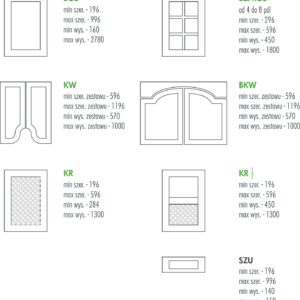 min szer. - 196
max szer. - 996
min wys. - 160
max wys. - 2780
od 4 do 8 pól
min szer. - 296
max szer. - 596
min wys. - 450
max wys. - 1800
KW
min szer. zestawu - 596
max szer. zestawu - 1196
min wys. zestawu - 570
max wys. zestawu - 1000
BKW
min szer. zestawu - 596
max szer. zestawu - 1196
min wys. zestawu - 570
max wys. zestawu - 1000
KR
min szer. - 196
max szer. - 596
min wys. - 284
max wys. - 1300
KR
min szer. - 196
max szer. - 596
min wys. - 450
max wys. - 1300
SZU
min szer. - 196
max szer. - 996
min wys. - 140